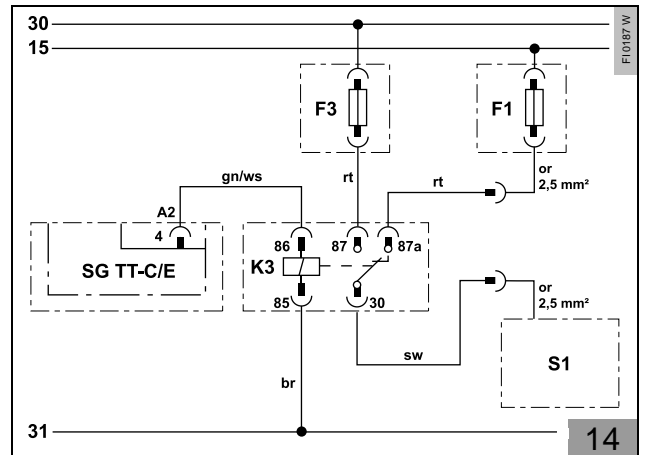 30
15
FI 0187 W
F3
F1
or
2,5 mm²
gn/ws
rt
rt
A2
4
86
87
87a
SG TT-C/E
K3
85
30
or
2,5 mm²
sw
S1
br
31
14